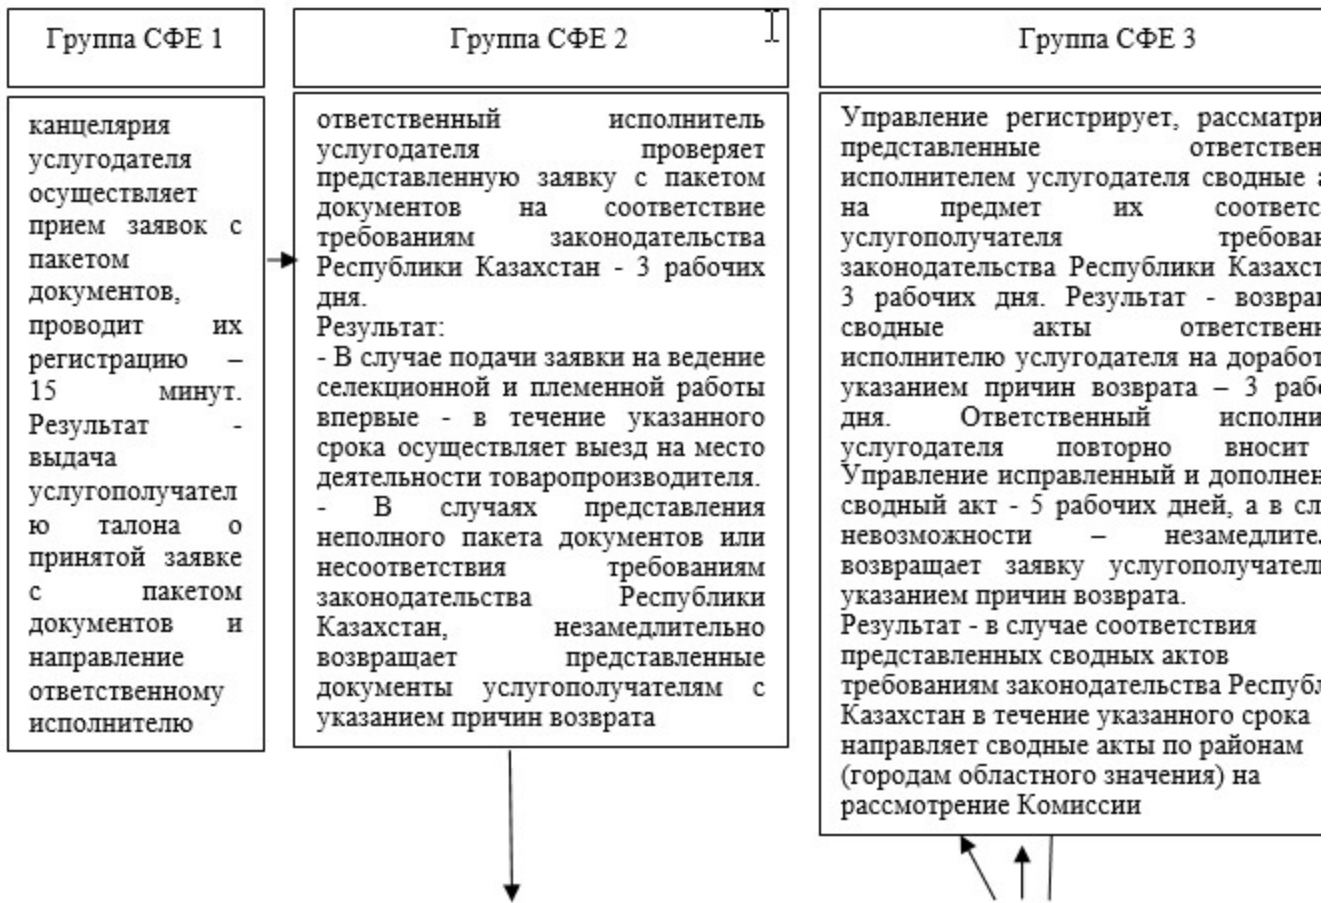 Группа СФЕ 1
канцелярия
услугодателя
осуществляет
прием заявок с
пакетом
документов,
проводит их
регистрацию –
15 минут.
Результат -
выдача
услугополучател
ю талона о
принятой заявке
с пакетом
документов и
направление
ответственному
исполнителю
Группа СФЕ 2
ответственный исполнитель
услугодателя проверяет
представленную заявку с пакетом
документов на соответствие
требованиям законодательства
Республики Казахстан - 3 рабочих
дня.
Результат:
- В случае подачи заявки на ведение
селекционной и племенной работы
впервые - в течение указанного
срока осуществляет выезд на место
деятельности товаропроизводителя.
- В случаях представления
неполного пакета документов или
несоответствия требованиям
законодательства Республики
Казахстан, незамедлительно
возвращает представленные
документы услугополучателям с
указанием причин возврата
Группа СФЕ 3
Управление регистрирует, рассматри
представленные ответствен
исполнителем услугодателя сводные
на предмет их соответс
услугополучателя требован
законодательства Республики Казахст
3 рабочих дня. Результат - возвра
сводные акты ответствен
исполнителю услугодателя на доработ
указанием причин возврата – 3 раб
дня. Ответственный исполни
услугодателя повторно вносит
Управление исправленный и дополнен
сводный акт - 5 рабочих дней, а в сл
невозможности – незамедлител
возвращает заявку услугополучател
указанием причин возврата.
Результат - в случае соответствия
представленных сводных актов
требованиям законодательства Республ
Казахстан в течение указанного срока
направляет сводные акты по районам
(городам областного значения) на
рассмотрение Комиссии